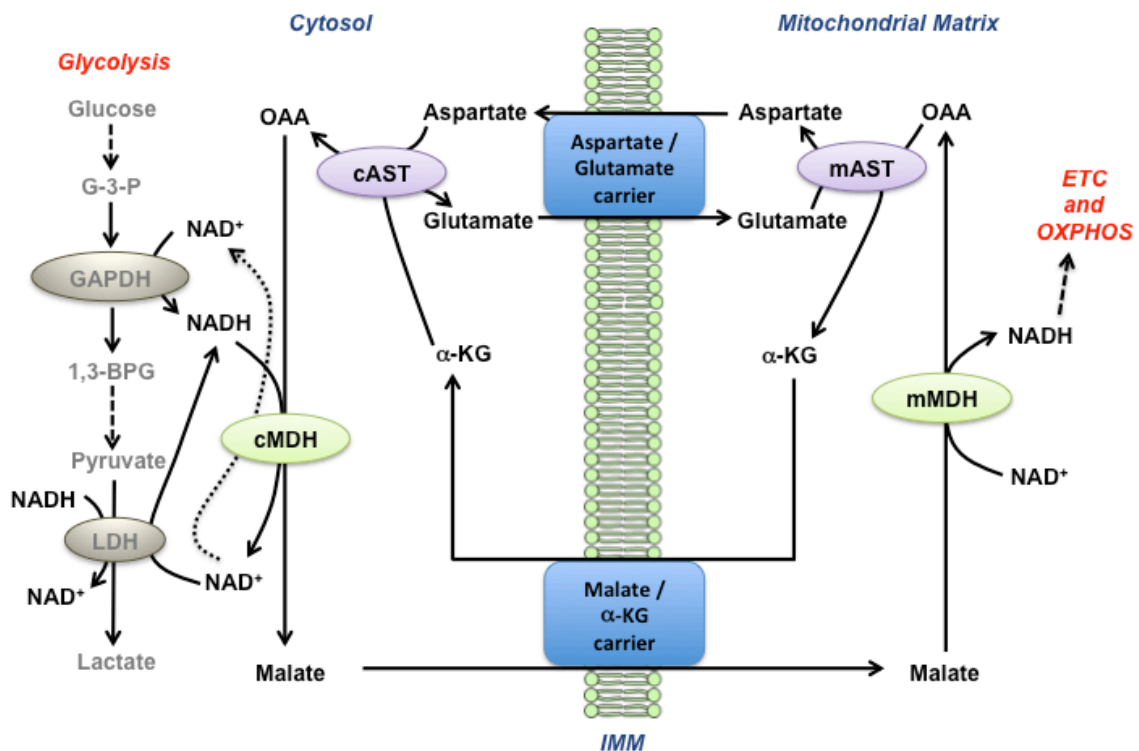 Cytosol
Mitochondrial Matrix
Glycolysis
Glucose
G-3-P
NAD⁺
GAPDH
NADH
1,3-BPG
Pyruvate
NADH
LDH
NAD⁺
NAD⁺
Lactate
OAA
cMDH
Malate
Aspartate
cAST
Glutamate
α-KG
Aspartate /
Glutamate
carrier
Malate /
α-KG
carrier
IMM
Aspartate
mAST
Glutamate
α-KG
OAA
mMDH
Malate
ETC
and
OXPHOS
NADH
NAD⁺